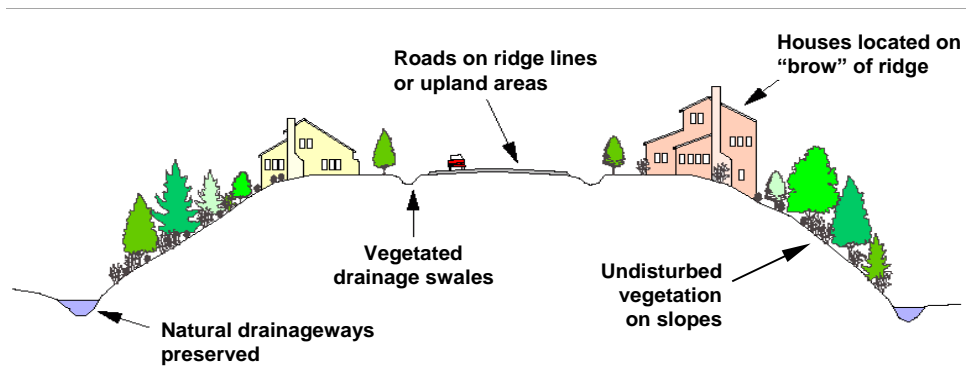 Roads on ridge lines
or upland areas
Houses located on
“brow” of ridge
Vegetated
drainage swales
Undisturbed
vegetation
on slopes
Natural drainageways
preserved